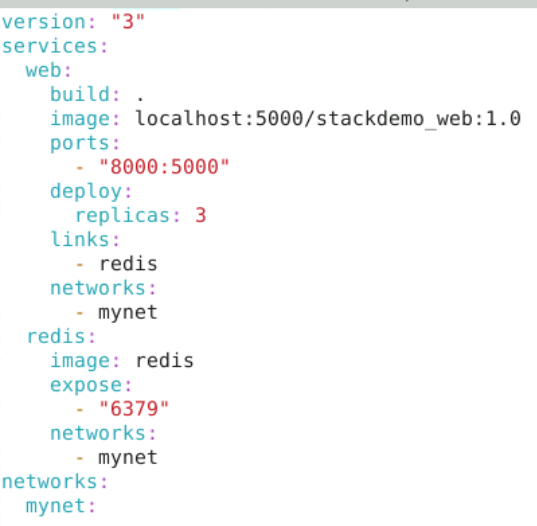 version: "3"
services:
  web:
    build: .
    image: localhost:5000/stackdemo_web:1.0
    ports:
      - "8000:5000"
    deploy:
      replicas: 3
    links:
      - redis
    networks:
      - mynet
  redis:
    image: redis
    expose:
      - "6379"
    networks:
      - mynet
networks:
  mynet: